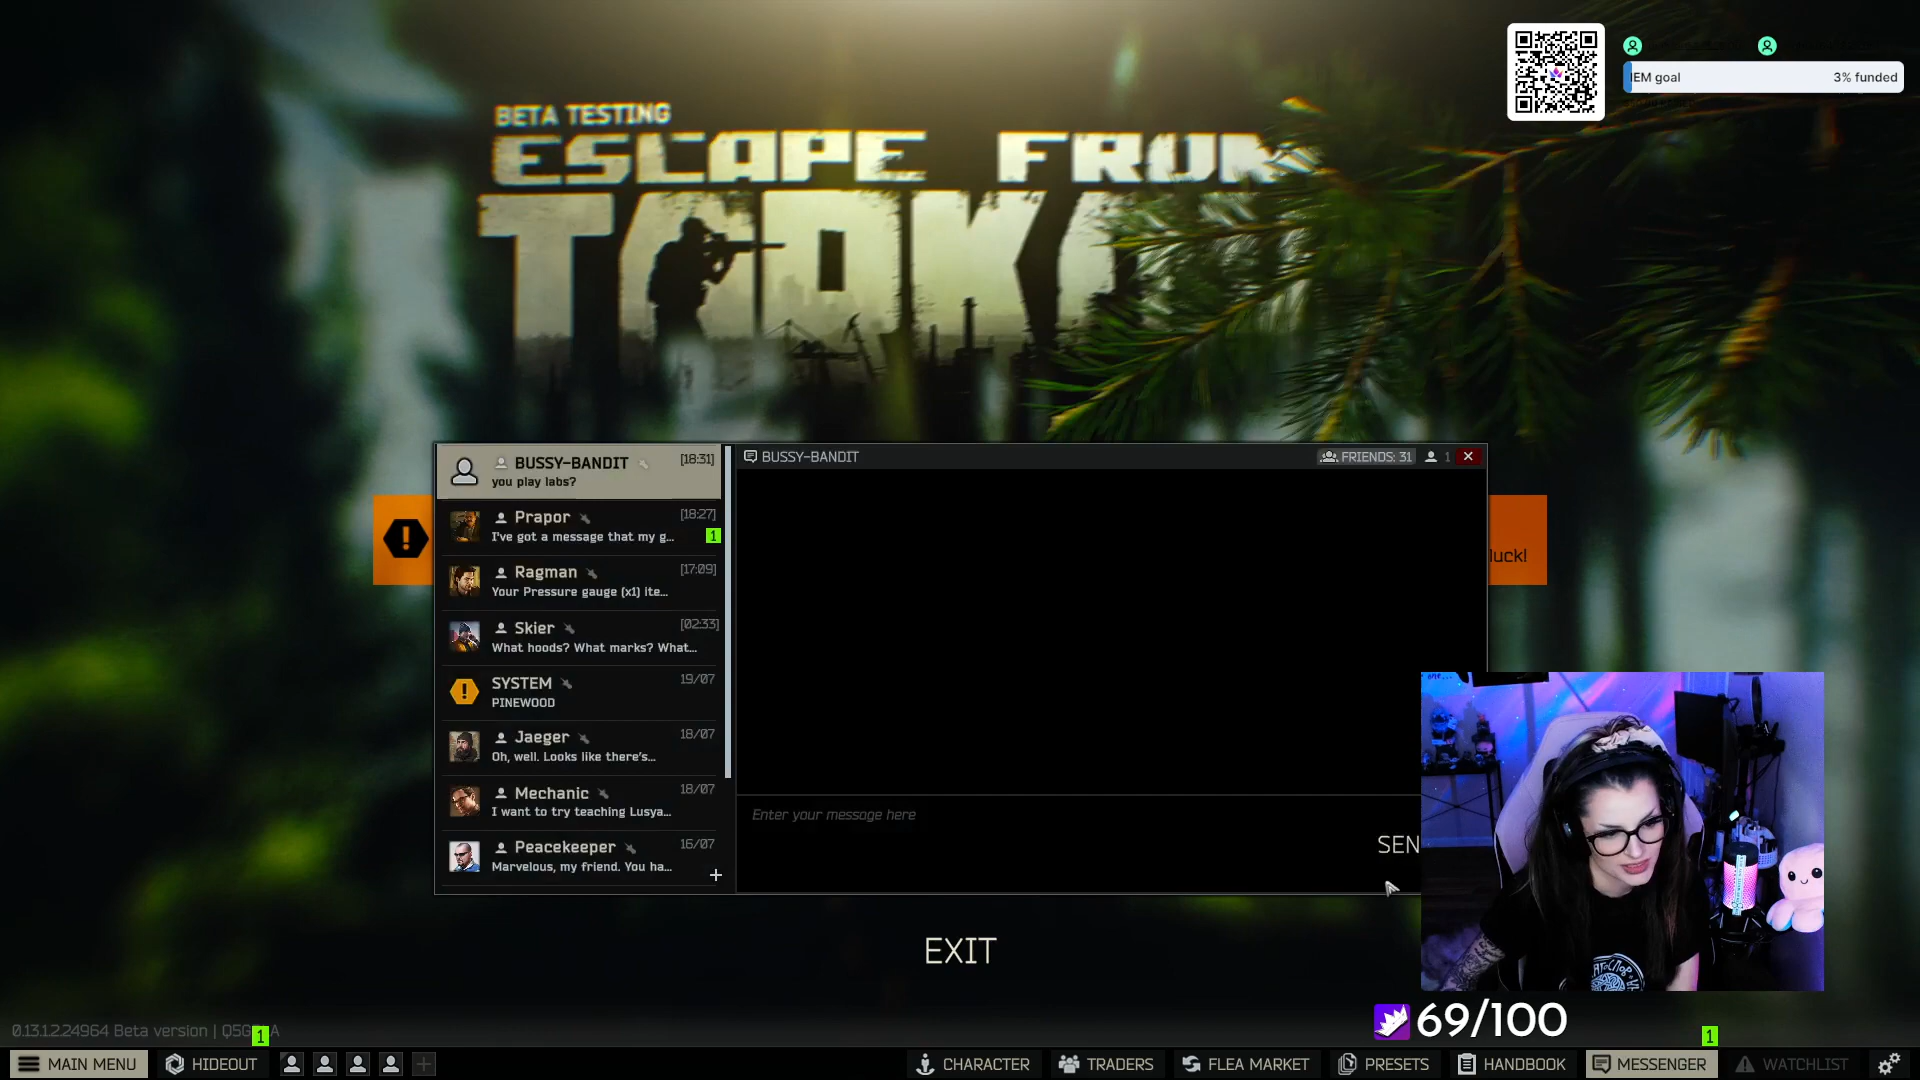 IEM goal
3% funded
BETA TESTING
ESCAPE FROM
BUSSY-BANDIT
[18:31]
you play labs?
Prapor
[18:27]
I've got a message that my g...
1
Ragman
[17:09]
Your Pressure gauge (x1) ite...
Skier
[02:33]
What hoods? What marks? What...
SYSTEM
19/07
PINEWOOD
Jaeger
18/07
Oh, well. Looks like there's...
Mechanic
18/07
I want to try teaching Lusya...
Peacekeeper
16/07
Marvelous, my friend. You ha...
BUSSY-BANDIT
FRIENDS: 31
1
luck!
Enter your message here
SEN
EXIT
69/100
0.13.1.2.24964 Beta version |
1
1
MAIN MENU
HIDEOUT
CHARACTER
TRADERS
FLEA MARKET
PRESETS
HANDBOOK
MESSENGER
WATCHLIST